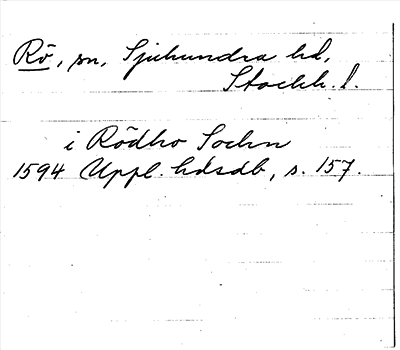 Rö, sn, Sjuhundra hd,
Stockh. l.
i Rödho Sochn
1594 Uppl. hdsdb, s. 157.